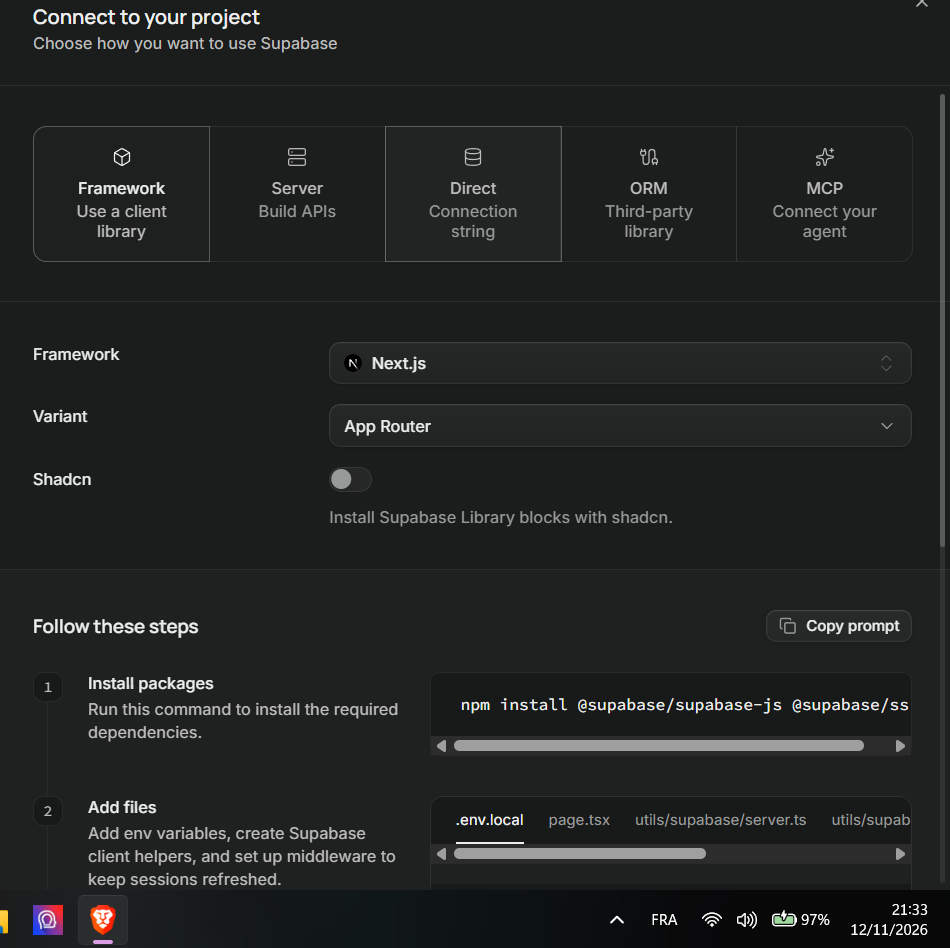 Connect to your project
Choose how you want to use Supabase
Framework
Use a client
library
Server
Build APIs
Direct
Connection
string
ORM
Third-party
library
MCP
Connect your
agent
Framework
N Next.js
Variant
App Router
Shadcn
Install Supabase Library blocks with shadcn.
Follow these steps
Copy prompt
1
Install packages
Run this command to install the required
dependencies.
npm install @supabase/supabase-js @supabase/ss
2
Add files
Add env variables, create Supabase
client helpers, and set up middleware to
keep sessions refreshed.
.env.local page.tsx utils/supabase/server.ts utils/supab
FRA
97%
21:33
12/11/2026